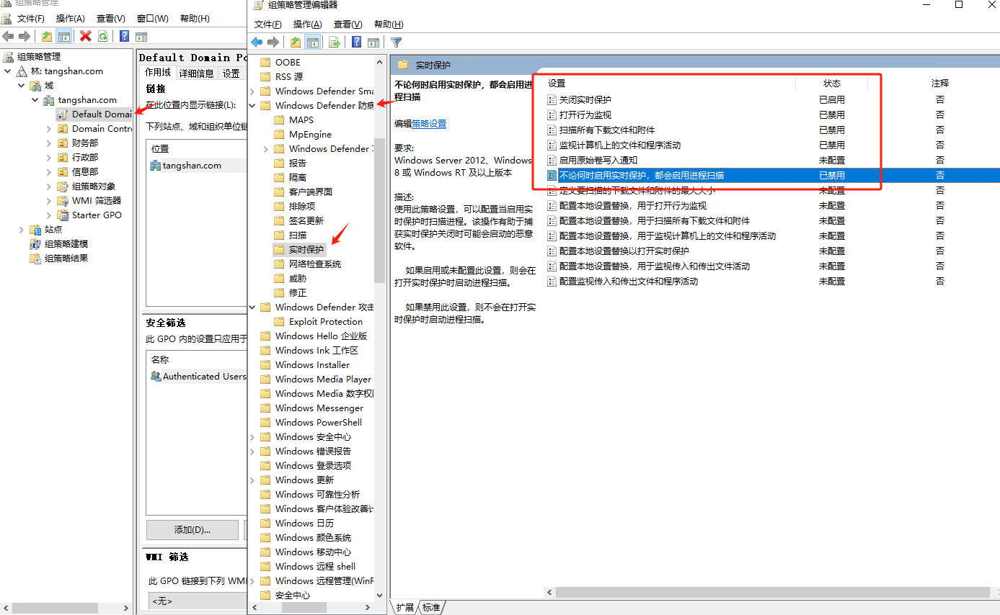 组策略管理
文件(F) 操作(A) 查看(V) 窗口(W) 帮助(H)
组策略管理
林: tangshan.com
域
tangshan.com
Default Domai
Domain Contr
财务部
行政部
信息部
组策略对象
WMI 筛选器
Starter GPO
站点
组策略建模
组策略结果
Default Domain Po
作用域 详细信息 设置
链接
在此位置内显示链接(L):
下列站点、域和组织单位链
位置
tangshan.com
安全筛选
此 GPO 内的设置只应用于
名称
Authenticated Users
添加(D)...
WMI 筛选
此 GPO 链接到下列 WMI
<无>
组策略管理编辑器
文件(F) 操作(A) 查看(V) 帮助(H)
OOBE
RSS 源
Windows Defender Sma
Windows Defender 防病
MAPS
MpEngine
Windows Defender
报告
隔离
客户端界面
排除项
签名更新
扫描
实时保护
网络检查系统
威胁
修正
Windows Defender 攻击
Exploit Protection
Windows Hello 企业版
Windows Ink 工作区
Windows Installer
Windows Media Player
Windows Media 数字权限
Windows Messenger
Windows PowerShell
Windows 安全中心
Windows 错误报告
Windows 登录选项
Windows 更新
Windows 可靠性分析
Windows 客户体验改善计
Windows 日历
Windows 颜色系统
Windows 移动中心
Windows 远程 shell
Windows 远程管理(WinR
安全中心
实时保护
不论何时启用实时保护，都会启用进
程扫描
编辑策略设置
要求:
Windows Server 2012、Windows
8 或 Windows RT 及以上版本
描述:
使用此策略设置，可以配置当启用实
时保护时扫描进程。该操作有助于捕
获实时保护关闭时可能会启动的恶意
软件。
如果启用或未配置此设置，则会在
打开实时保护时启动进程扫描。
如果禁用此设置，则不会在打开实
时保护时启动进程扫描。
设置 状态 注释
关闭实时保护 已启用 否
打开行为监视 已禁用 否
扫描所有下载文件和附件 已禁用 否
监视计算机上的文件和程序活动 已禁用 否
启用原始卷写入通知 未配置 否
不论何时启用实时保护，都会启用进程扫描 已禁用 否
定义要扫描的下载文件和附件的最大大小 未配置 否
配置本地设置替换，用于打开行为监视 未配置 否
配置本地设置替换，用于扫描所有下载文件和附件 未配置 否
配置本地设置替换，用于监视计算机上的文件和程序活动 未配置 否
配置本地设置替换以打开实时保护 未配置 否
配置本地设置替换，用于监视传入和传出文件活动 未配置 否
配置监视传入和传出文件和程序活动 未配置 否
扩展 标准